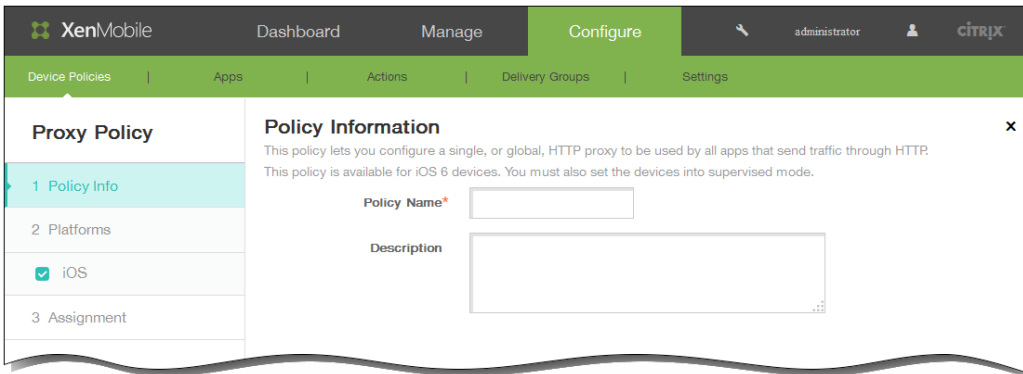 XenMobile Dashboard Manage Configure administrator CİTRIX
Device Policies | Apps | Actions | Delivery Groups | Settings
Proxy Policy
1 Policy Info
2 Platforms
iOS
3 Assignment
Policy Information
This policy lets you configure a single, or global, HTTP proxy to be used by all apps that send traffic through HTTP.
This policy is available for iOS 6 devices. You must also set the devices into supervised mode.
Policy Name*
Description